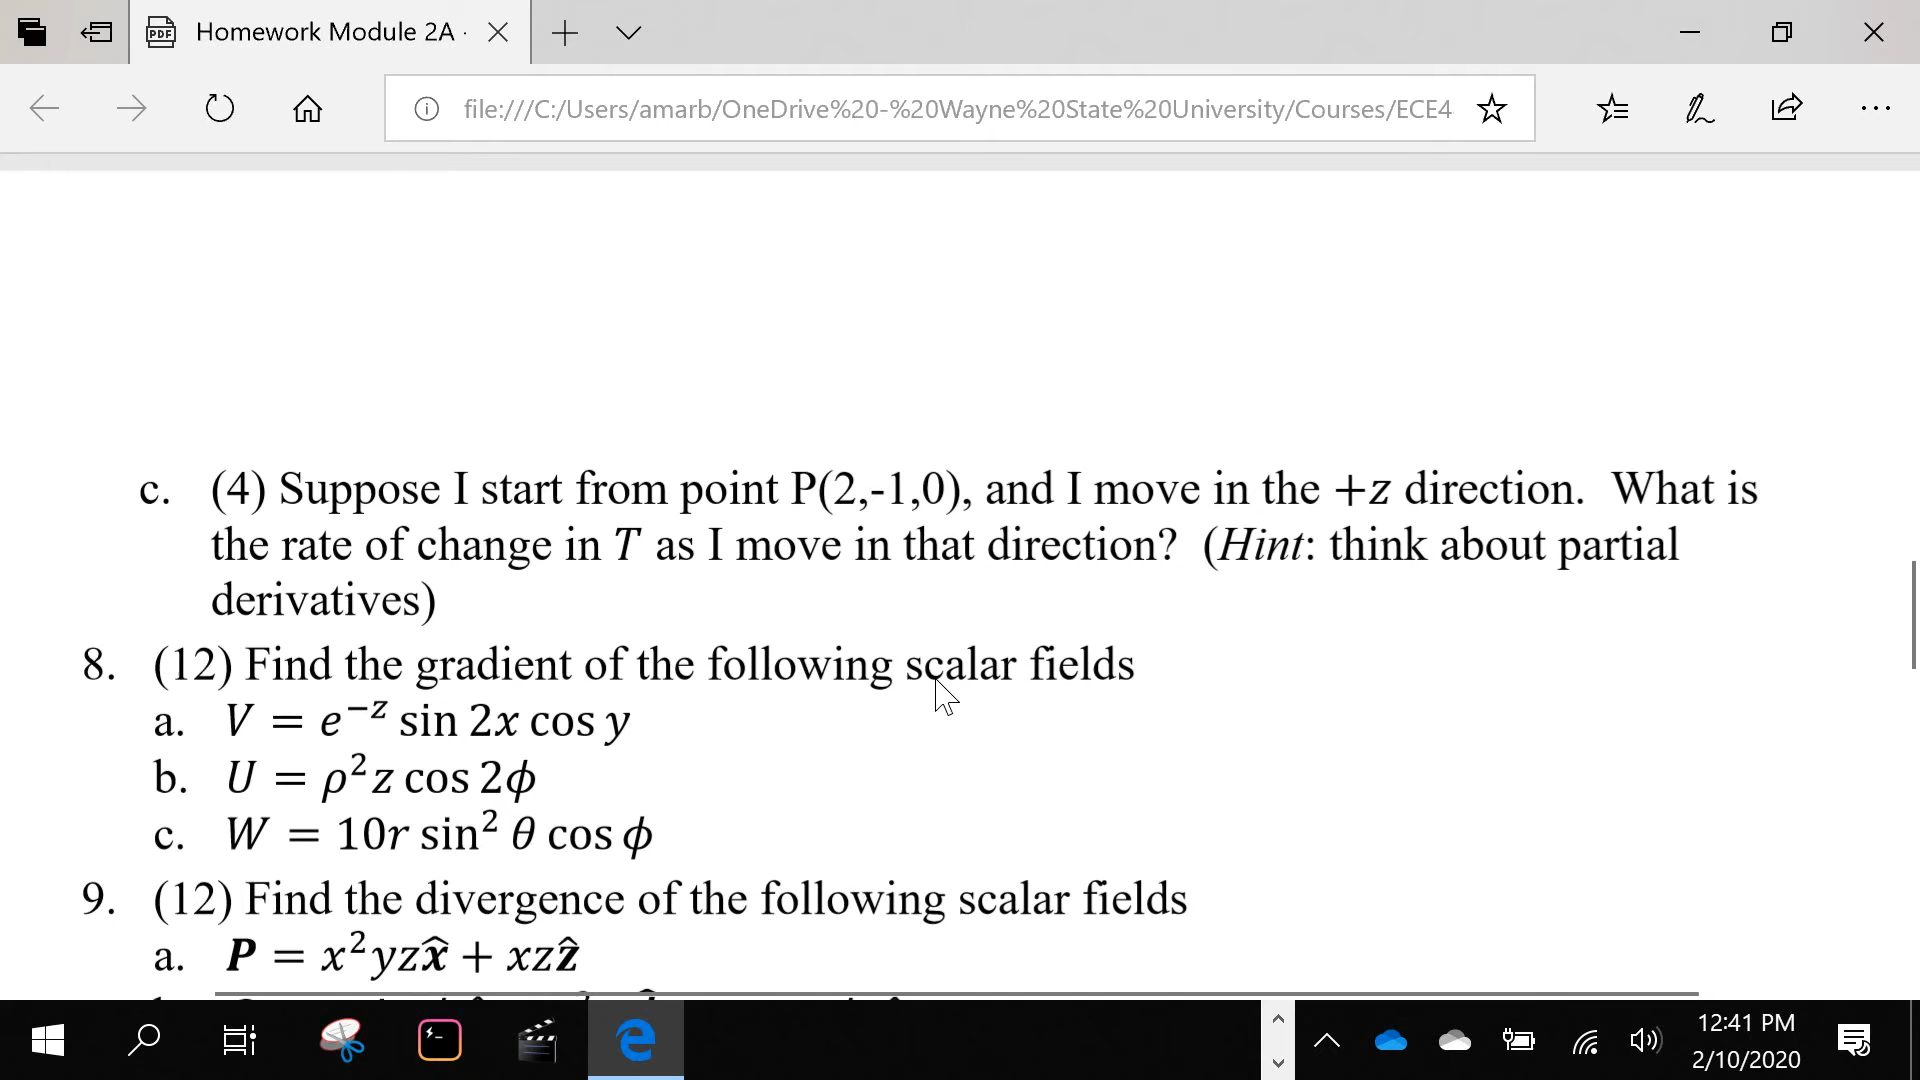 Homework Module 2A
file:///C:/Users/amarb/OneDrive%20-%20Wayne%20State%20University/Courses/ECE4
c. (4) Suppose I start from point P(2,-1,0), and I move in the +z direction. What is
the rate of change in T as I move in that direction? (Hint: think about partial
derivatives)
8. (12) Find the gradient of the following scalar fields
a. V = e⁻ᶻ sin 2x cos y
b. U = ρ²z cos 2ϕ
c. W = 10r sin² θ cos ϕ
9. (12) Find the divergence of the following scalar fields
a. P = x²yzx̂ + xzẑ
12:41 PM
2/10/2020